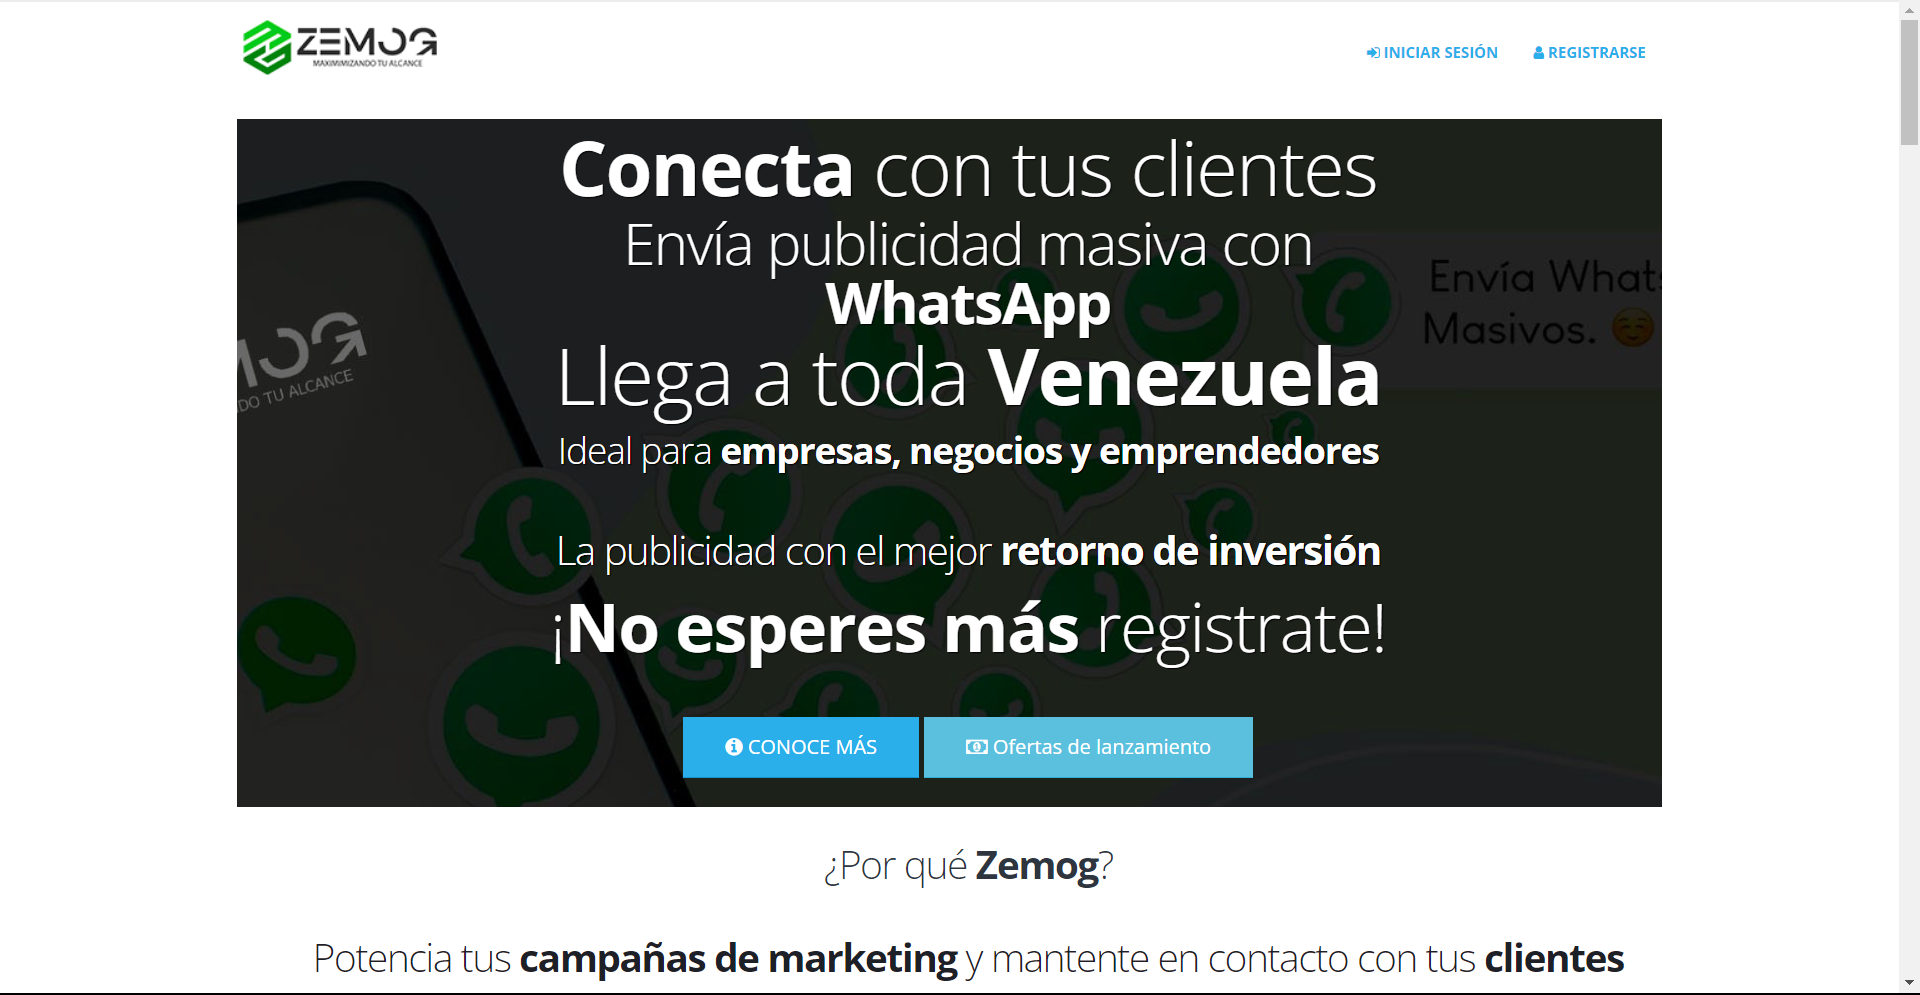 ZEMOG
MAXIMIMIZANDO TU ALCANCE
INICIAR SESIÓN
REGISTRARSE
Conecta con tus clientes
Envía publicidad masiva con
WhatsApp
Llega a toda Venezuela
Ideal para empresas, negocios y emprendedores
La publicidad con el mejor retorno de inversión
¡No esperes más registrate!
Envía Whats
Masivos. 😊
MOG
DO TU ALCANCE
CONOCE MÁS
Ofertas de lanzamiento
¿Por qué Zemog?
Potencia tus campañas de marketing y mantente en contacto con tus clientes